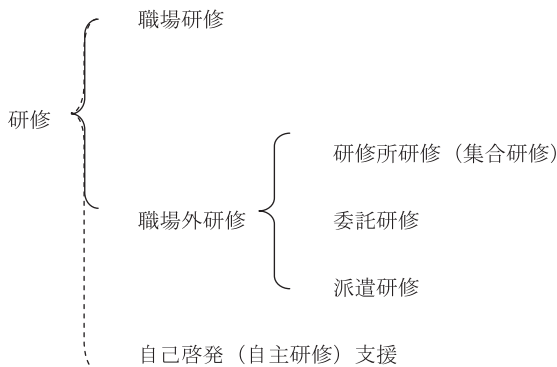 職場研修
研修
研修所研修（集合研修）
職場外研修
委託研修
派遣研修
自己啓発（自主研修）支援